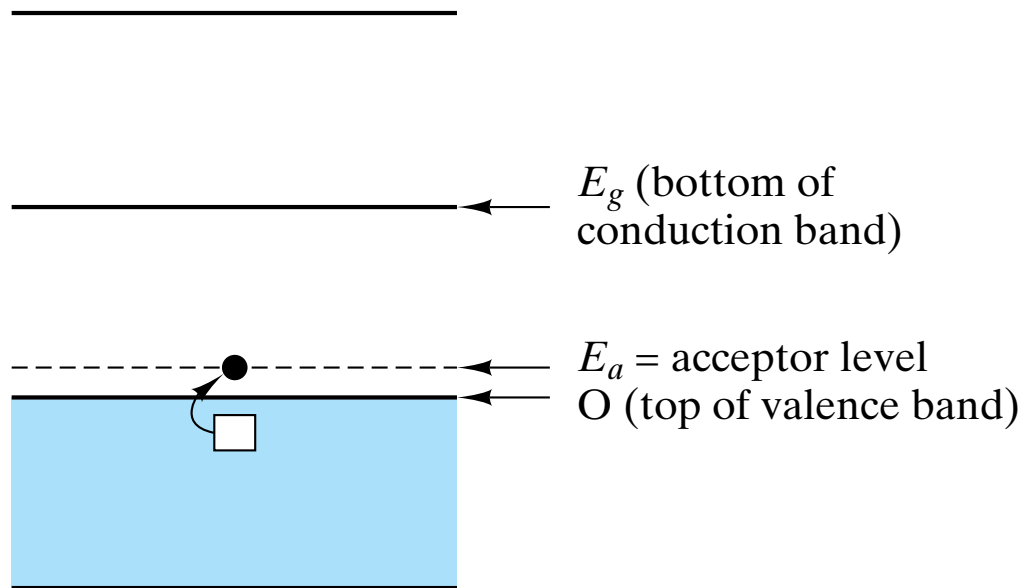 E_g (bottom of
conduction band)
E_a = acceptor level
O (top of valence band)